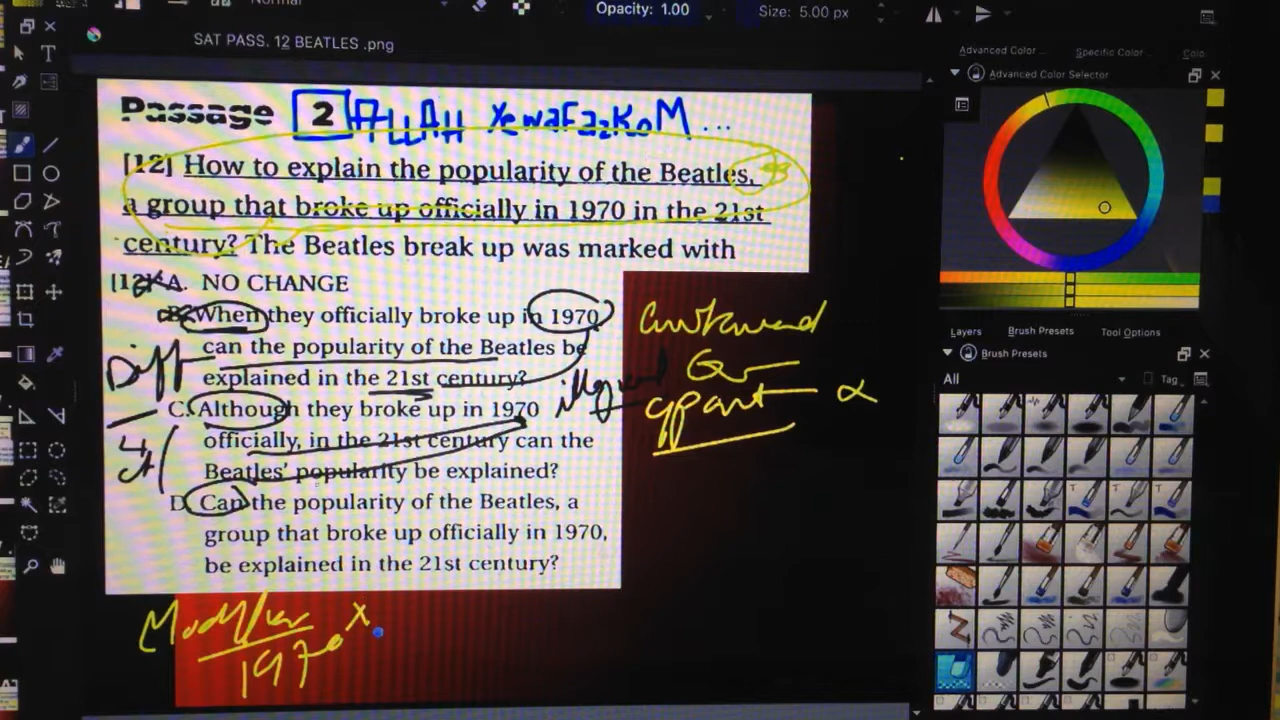 Normal
Opacity: 1.00
Size: 5.00 px
SAT PASS. 12 BEATLES .png
Advanced Color ...
Specific Color ...
Colo
Advanced Color Selector
Passage 2
[12] How to explain the popularity of the Beatles,
a group that broke up officially in 1970 in the 21st
century? The Beatles break up was marked with
A. NO CHANGE
When they officially broke up in 1970,
can the popularity of the Beatles be
explained in the 21st century?
Diff
C. Although they broke up in 1970
officially, in the 21st century can the
Beatles' popularity be explained?
D. Can the popularity of the Beatles, a
group that broke up officially in 1970,
be explained in the 21st century?
awkward
1970
Layers
Brush Presets
Tool Options
Brush Presets
All
Tag